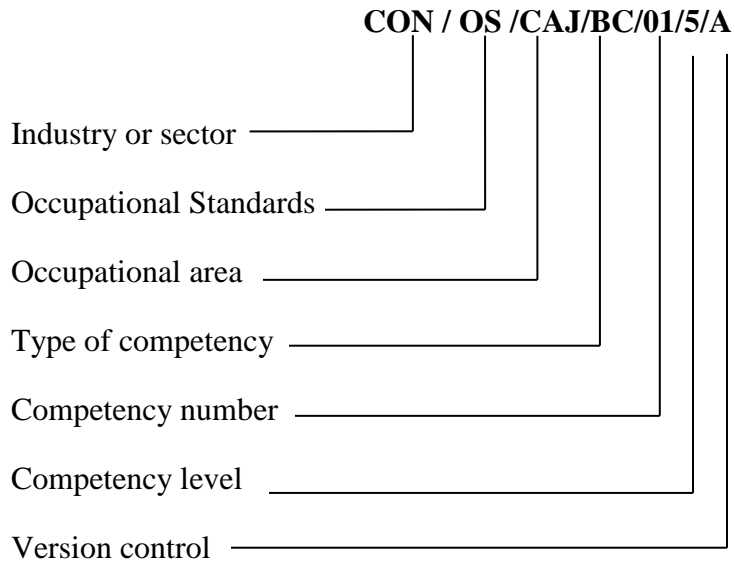 CON / OS /CAJ/BC/01/5/A
Industry or sector
Occupational Standards
Occupational area
Type of competency
Competency number
Competency level
Version control